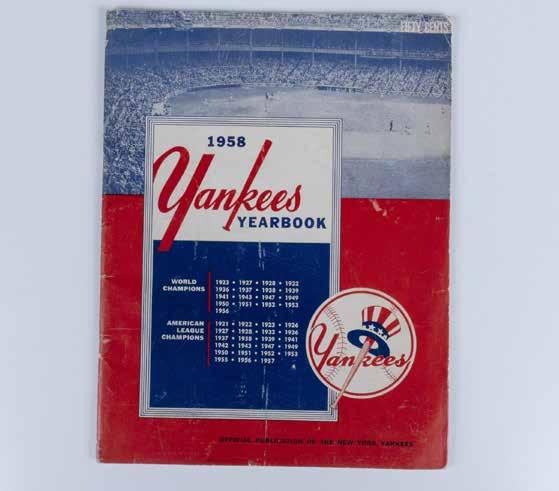 FIFTY CENTS
1958
Yankees
YEARBOOK
WORLD CHAMPIONS
1923 • 1927 • 1928 • 1932
1936 • 1937 • 1938 • 1939
1941 • 1943 • 1947 • 1949
1950 • 1951 • 1952 • 1953
1956
AMERICAN LEAGUE CHAMPIONS
1921 • 1922 • 1923 • 1926
1927 • 1928 • 1932 • 1936
1937 • 1938 • 1939 • 1941
1942 • 1943 • 1947 • 1949
1950 • 1951 • 1952 • 1953
1955 • 1956 • 1957
Yankees
OFFICIAL PUBLICATION OF THE NEW YORK YANKEES